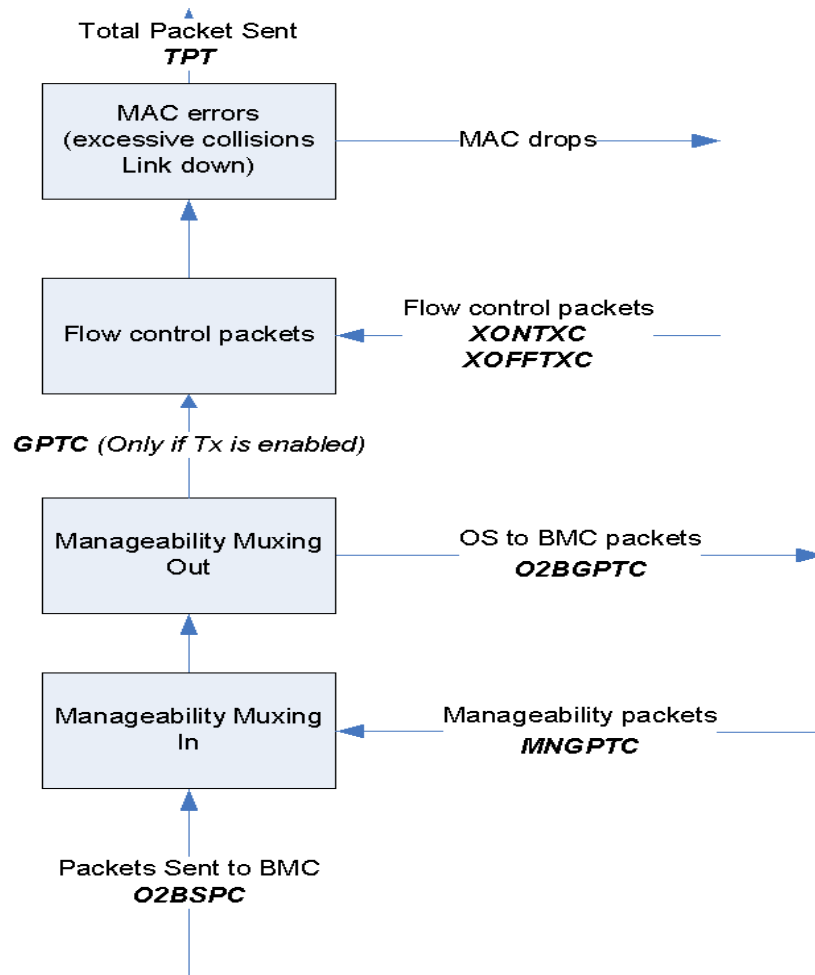 Total Packet Sent
TPT
MAC errors
(excessive collisions
Link down)
MAC drops
Flow control packets
Flow control packets
XONTXC
XOFFTXC
GPTC (Only if Tx is enabled)
Manageability Muxing
Out
OS to BMC packets
O2BGPTC
Manageability Muxing
In
Manageability packets
MNGPTC
Packets Sent to BMC
O2BSPC